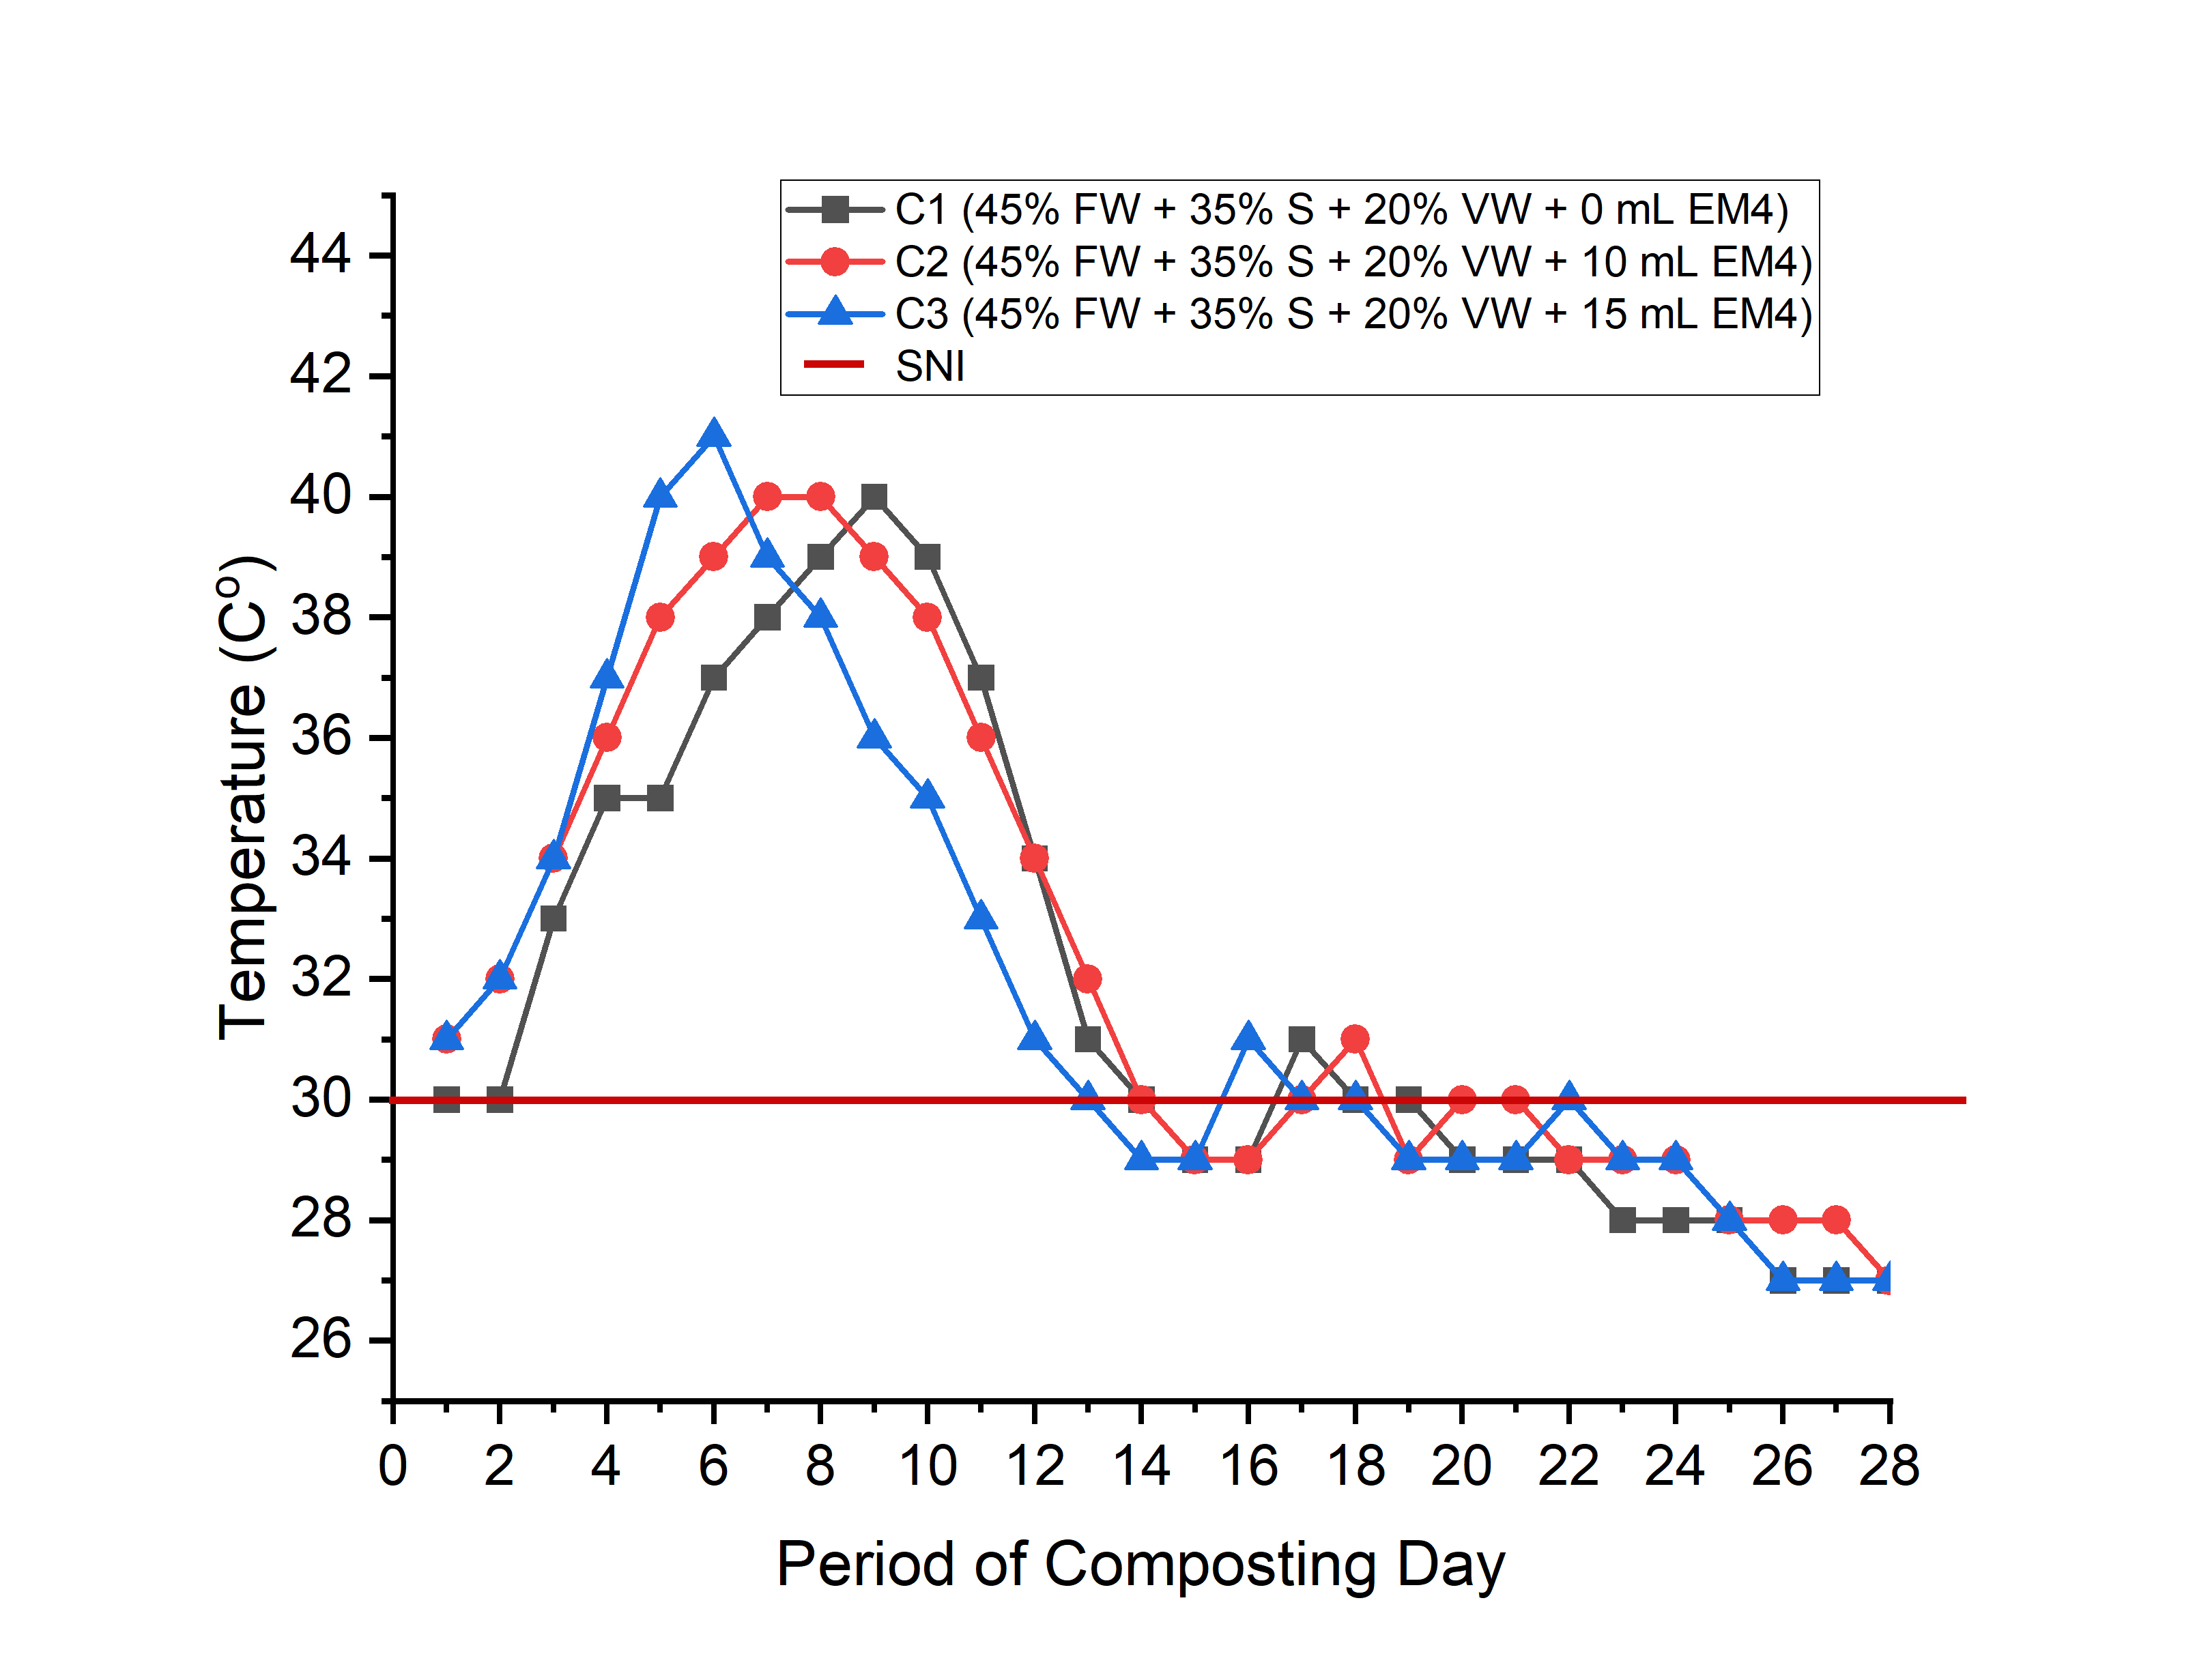 C1 (45% FW + 35% S + 20% VW + 0 mL EM4)
C2 (45% FW + 35% S + 20% VW + 10 mL EM4)
C3 (45% FW + 35% S + 20% VW + 15 mL EM4)
SNI
Temperature (C°)
44
42
40
38
36
34
32
30
28
26
0 2 4 6 8 10 12 14 16 18 20 22 24 26 28
Period of Composting Day